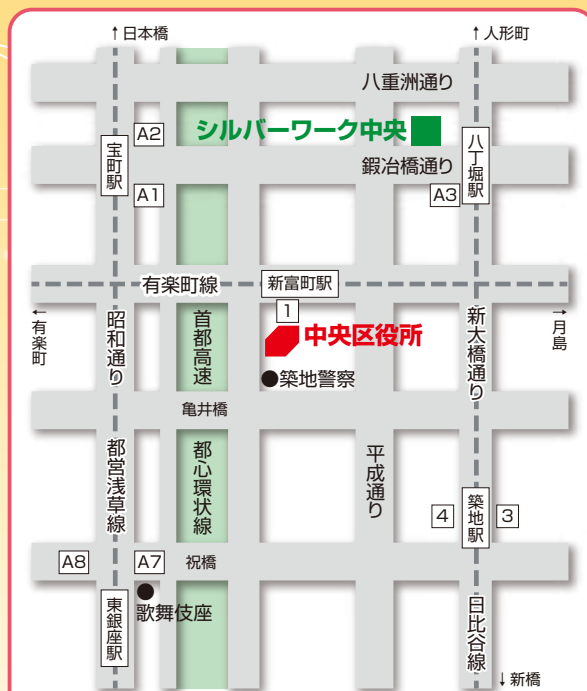 ↑日本橋
↑人形町
八重洲通り
A2
シルバーワーク中央
宝町駅
八丁堀駅
鍛冶橋通り
A1
A3
有楽町線
新富町駅
1
←有楽町
昭和通り
首都高速
中央区役所
新大橋通り
→月島
●築地警察
亀井橋
都営浅草線
都心環状線
平成通り
4
築地駅
3
A8
A7
祝橋
歌舞伎座
東銀座駅
日比谷線
↓新橋